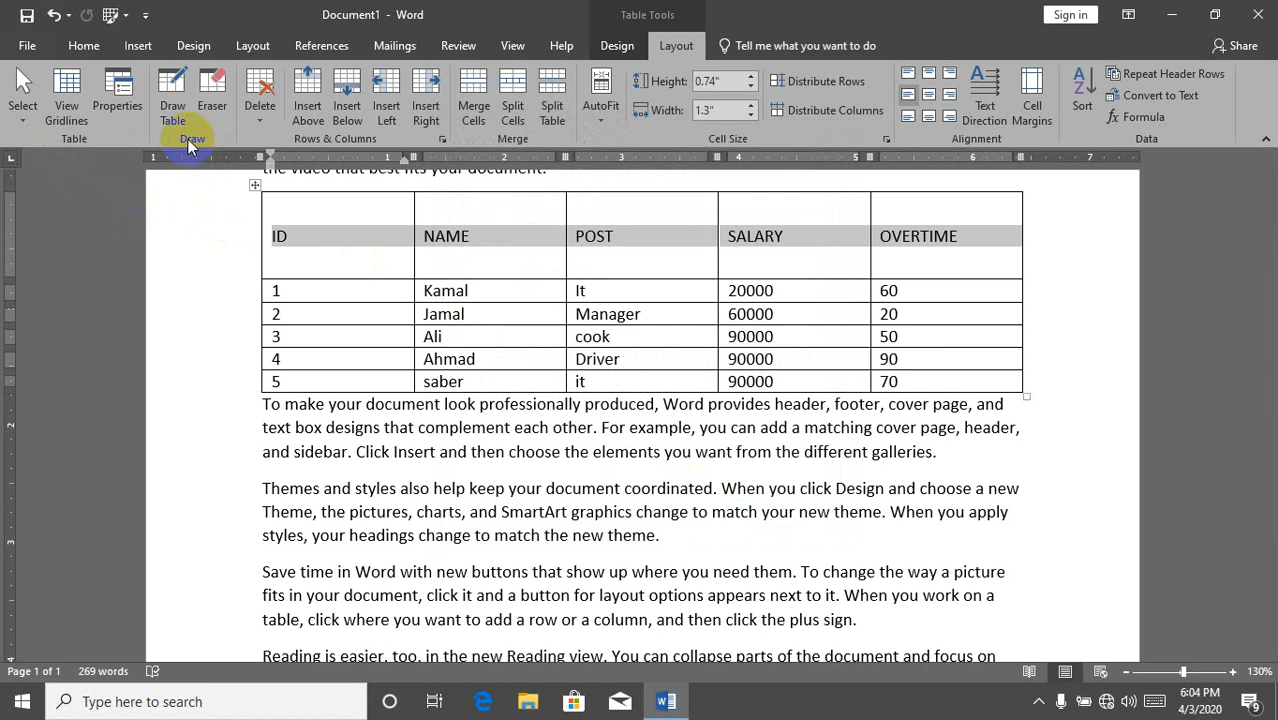 Document1 - Word
Table Tools
Sign in
File Home Insert Design Layout References Mailings Review View Help Design Layout Tell me what you want to do Share
Select
View Gridlines
Properties
Table
Draw Table
Eraser
Draw
Delete
Insert Above
Insert Below
Insert Left
Insert Right
Rows & Columns
Merge Cells
Split Cells
Split Table
Merge
AutoFit
Height: 0.74"
Width: 1.3"
Distribute Rows
Distribute Columns
Cell Size
Text Direction
Cell Margins
Alignment
A Z
Sort
Repeat Header Rows
Convert to Text
Formula
Data
1 1 2 4 5 6 7
the video that best fits your document.
ID NAME POST SALARY OVERTIME
1 Kamal It 20000 60
2 Jamal Manager 60000 20
3 Ali cook 90000 50
4 Ahmad Driver 90000 90
5 saber it 90000 70
To make your document look professionally produced, Word provides header, footer, cover page, and
text box designs that complement each other. For example, you can add a matching cover page, header,
and sidebar. Click Insert and then choose the elements you want from the different galleries.
Themes and styles also help keep your document coordinated. When you click Design and choose a new
Theme, the pictures, charts, and SmartArt graphics change to match your new theme. When you apply
styles, your headings change to match the new theme.
Save time in Word with new buttons that show up where you need them. To change the way a picture
fits in your document, click it and a button for layout options appears next to it. When you work on a
table, click where you want to add a row or a column, and then click the plus sign.
Reading is easier, too, in the new Reading view. You can collapse parts of the document and focus on
2
3
Page 1 of 1 269 words 130%
Type here to search
6:04 PM
4/3/2020
9